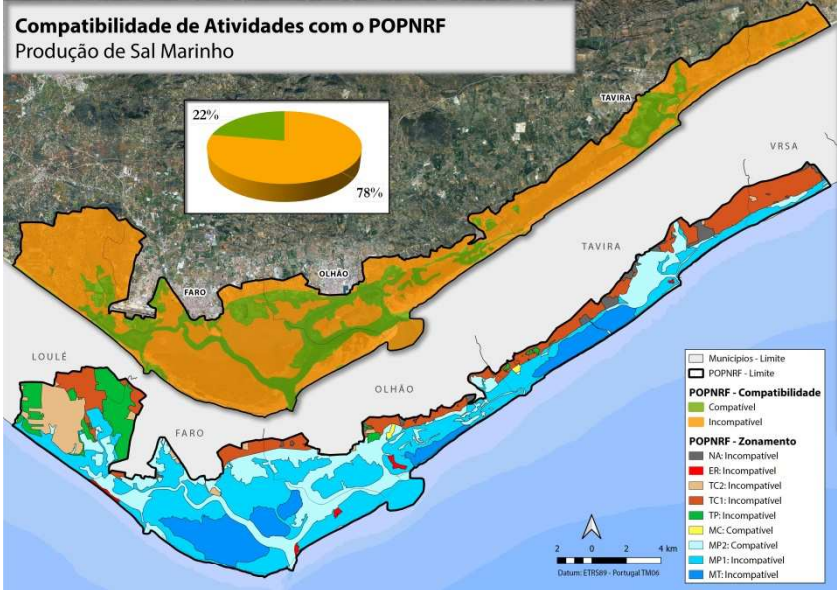 Compatibilidade de Atividades com o POPNRF
Produção de Sal Marinho
22%
78%
TAVIRA
OLHÃO
FARO
VRSA
TAVIRA
OLHÃO
FARO
LOULÉ
Municípios - Limite
POPNRF - Limite
POPNRF - Compatibilidade
Compatível
Incompatível
POPNRF - Zonamento
NA: Incompatível
ER: Incompatível
TC2: Incompatível
TC1: Incompatível
TP: Incompatível
MC: Compatível
MP2: Compatível
MP1: Incompatível
MT: Incompatível
2 0 2 4 km
Datum: ETRS89 - Portugal TM06